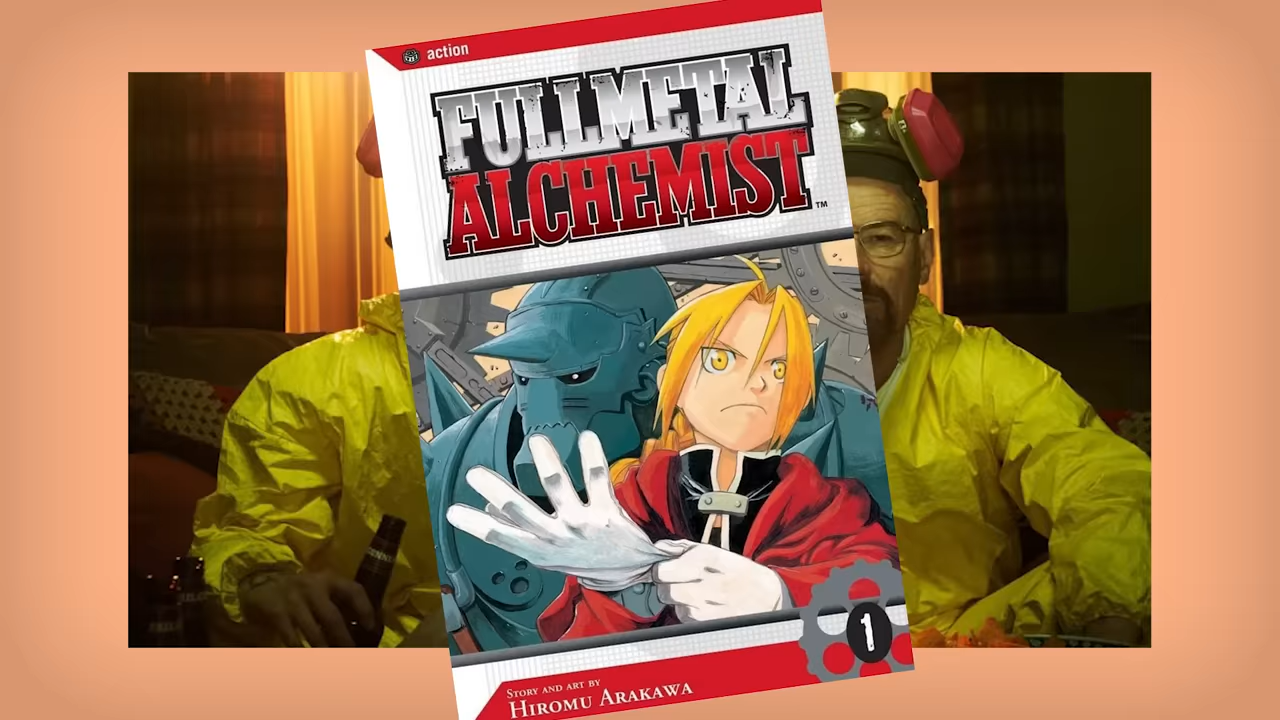 action
FULLMETAL
ALCHEMIST
TM
1
STORY AND ART BY
HIROMU ARAKAWA